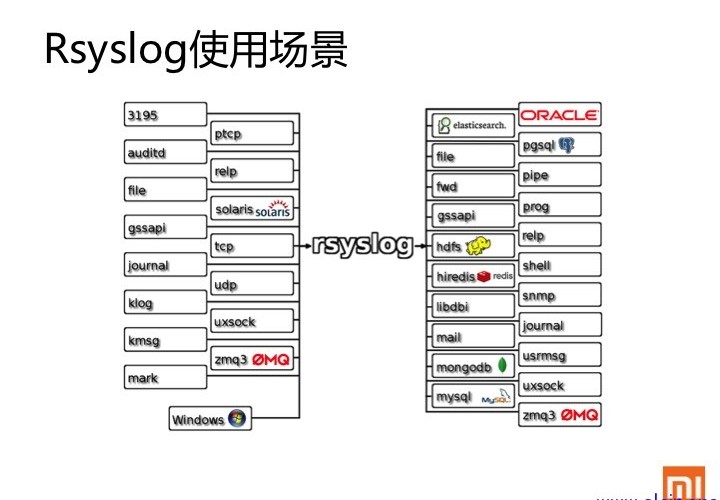 Rsyslog使用场景
3195
ptcp
auditd
relp
file
solaris SOLARIS
gssapi
tcp
journal
udp
klog
uxsock
kmsg
zmq3 ØMQ
mark
Windows
rsyslog
ORACLE
elasticsearch.
pgsql
file
pipe
fwd
prog
gssapi
relp
hdfs
shell
hiredis redis
snmp
libdbi
journal
mail
usrmsg
mongodb
uxsock
mysql MySQL
zmq3 ØMQ